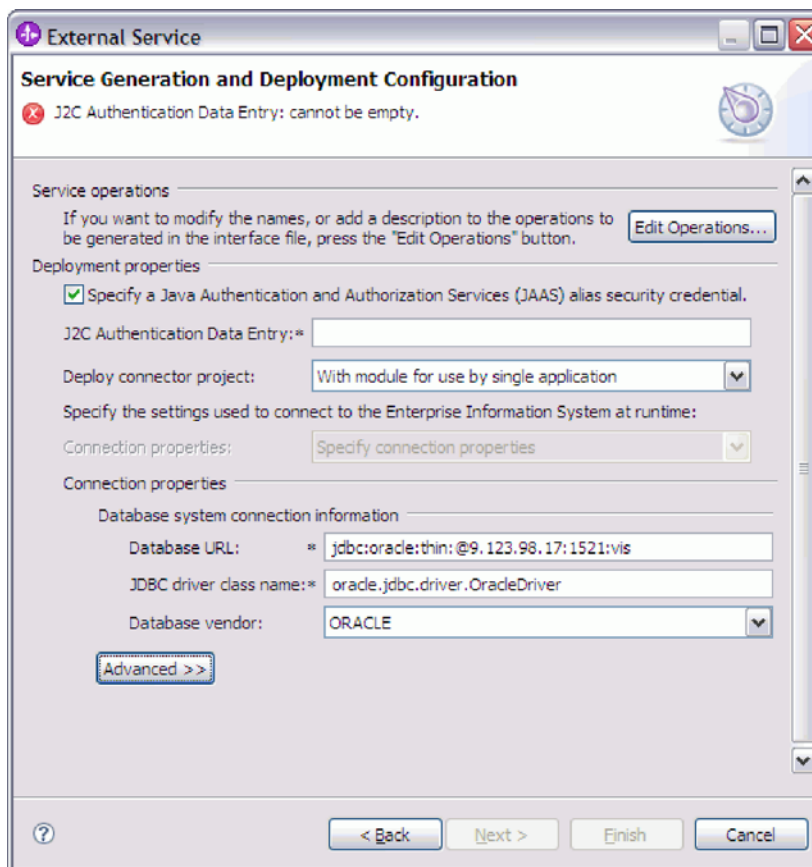 External Service
Service Generation and Deployment Configuration
J2C Authentication Data Entry: cannot be empty.
Service operations
If you want to modify the names, or add a description to the operations to
be generated in the interface file, press the "Edit Operations" button.
Edit Operations...
Deployment properties
Specify a Java Authentication and Authorization Services (JAAS) alias security credential.
J2C Authentication Data Entry:*
Deploy connector project: With module for use by single application
Specify the settings used to connect to the Enterprise Information System at runtime:
Connection properties: Specify connection properties
Connection properties
Database system connection information
Database URL: * jdbc:oracle:thin:@9.123.98.17:1521:vis
JDBC driver class name:* oracle.jdbc.driver.OracleDriver
Database vendor: ORACLE
Advanced >>
? < Back Next > Finish Cancel